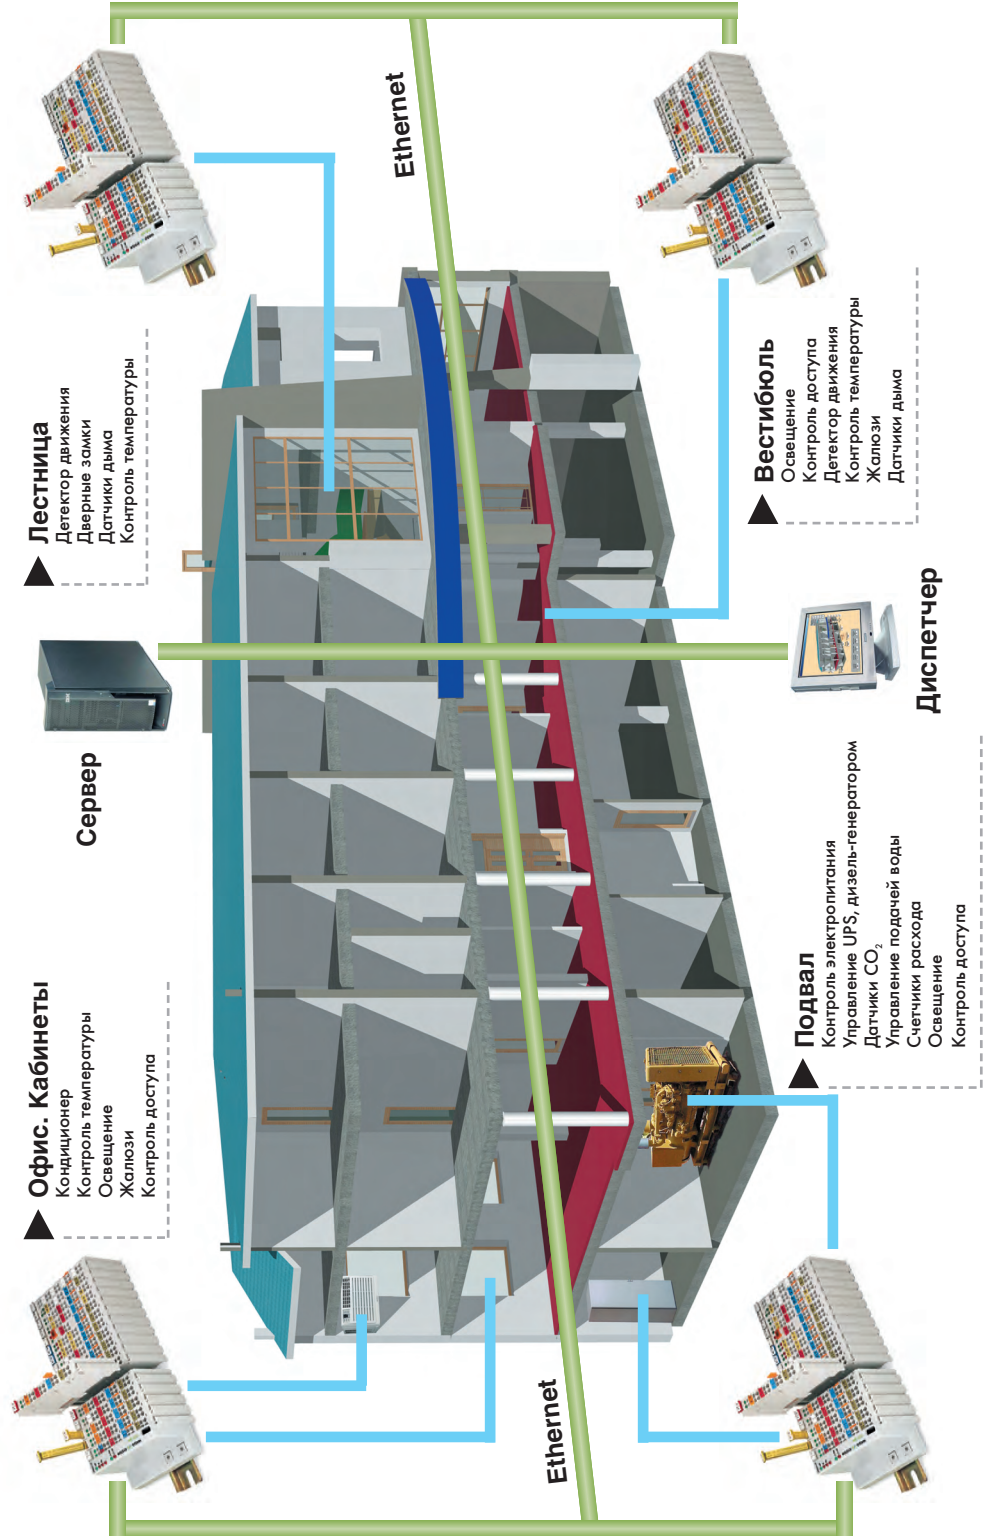 Офис. Кабинеты
Кондиционер
Контроль температуры
Освещение
Жалюзи
Контроль доступа
Сервер
Лестница
Детектор движения
Дверные замки
Датчики дыма
Контроль температуры
Ethernet
Ethernet
Подвал
Контроль электропитания
Управление UPS, дизель-генератором
Датчики CO₂
Управление подачей воды
Счетчики расхода
Освещение
Контроль доступа
Диспетчер
Вестибюль
Освещение
Контроль доступа
Детектор движения
Контроль температуры
Жалюзи
Датчики дыма